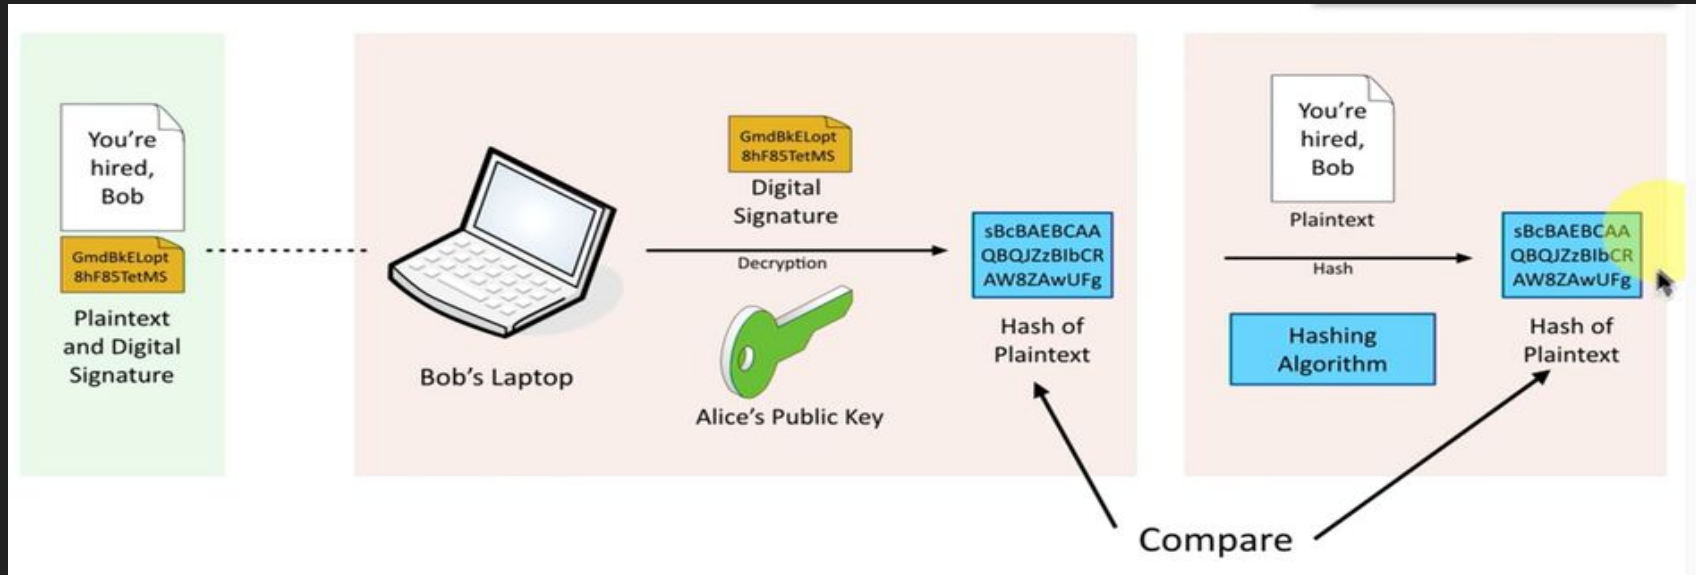 You're
hired,
Bob
GmdBkELopt
8hF85TetMS
Plaintext
and Digital
Signature
Bob's Laptop
GmdBkELopt
8hF85TetMS
Digital
Signature
Decryption
Alice's Public Key
sBcBAEBCAA
QBQJZzBIbCR
AW8ZAwUFg
Hash of
Plaintext
You're
hired,
Bob
Plaintext
Hash
Hashing
Algorithm
sBcBAEBCAA
QBQJZzBIbCR
AW8ZAwUFg
Hash of
Plaintext
Compare